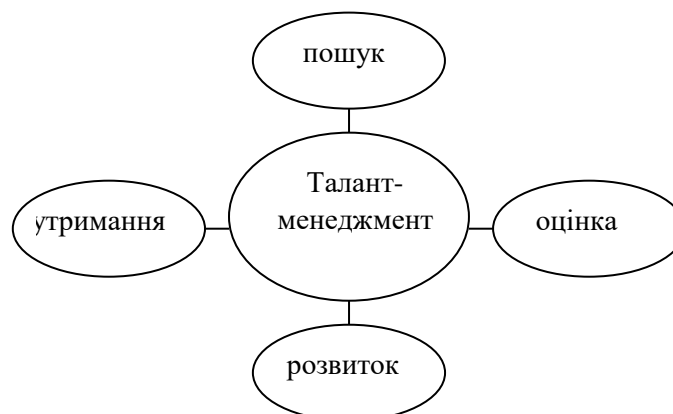 пошук
Талант-
менеджмент
утримання
оцінка
розвиток